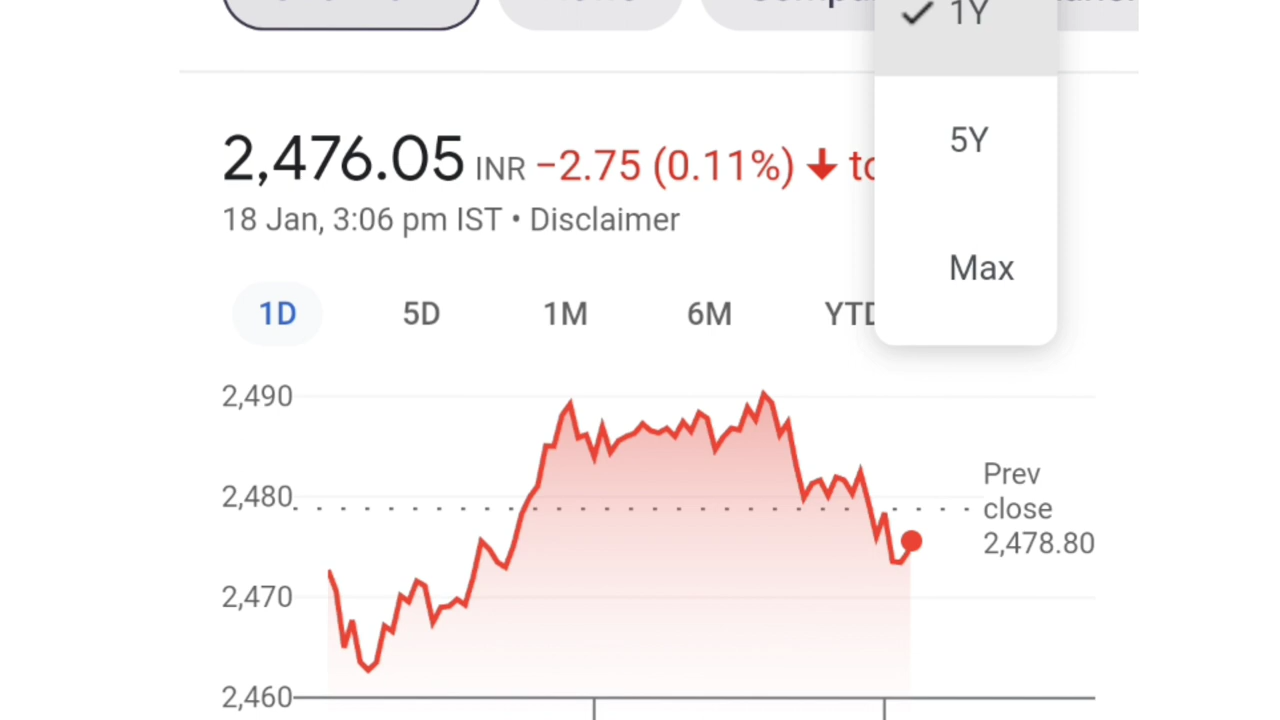 1Y
5Y
Max
2,476.05 INR −2.75 (0.11%)
18 Jan, 3:06 pm IST • Disclaimer
1D 5D 1M 6M
2,490
2,480
2,470
2,460
Prev
close
2,478.80